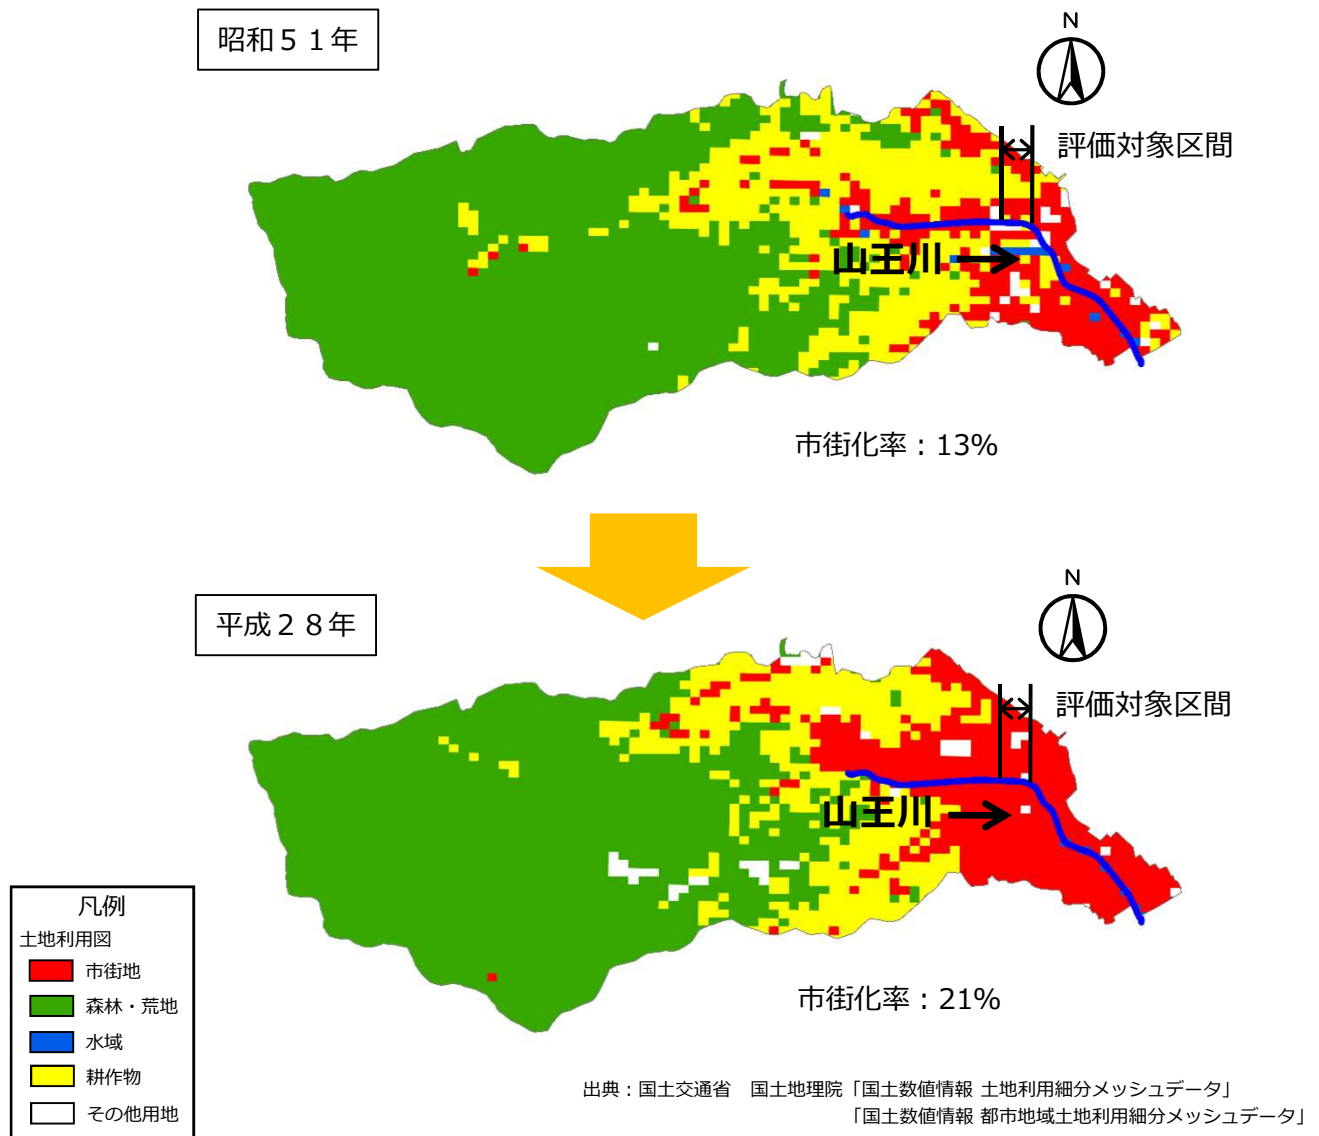 昭和５１年
N
評価対象区間
山王川
市街化率：13%
平成２８年
N
評価対象区間
山王川
市街化率：21%
凡例
土地利用図
市街地
森林・荒地
水域
耕作物
その他用地
出典：国土交通省　国土地理院「国土数値情報 土地利用細分メッシュデータ」
「国土数値情報 都市地域土地利用細分メッシュデータ」